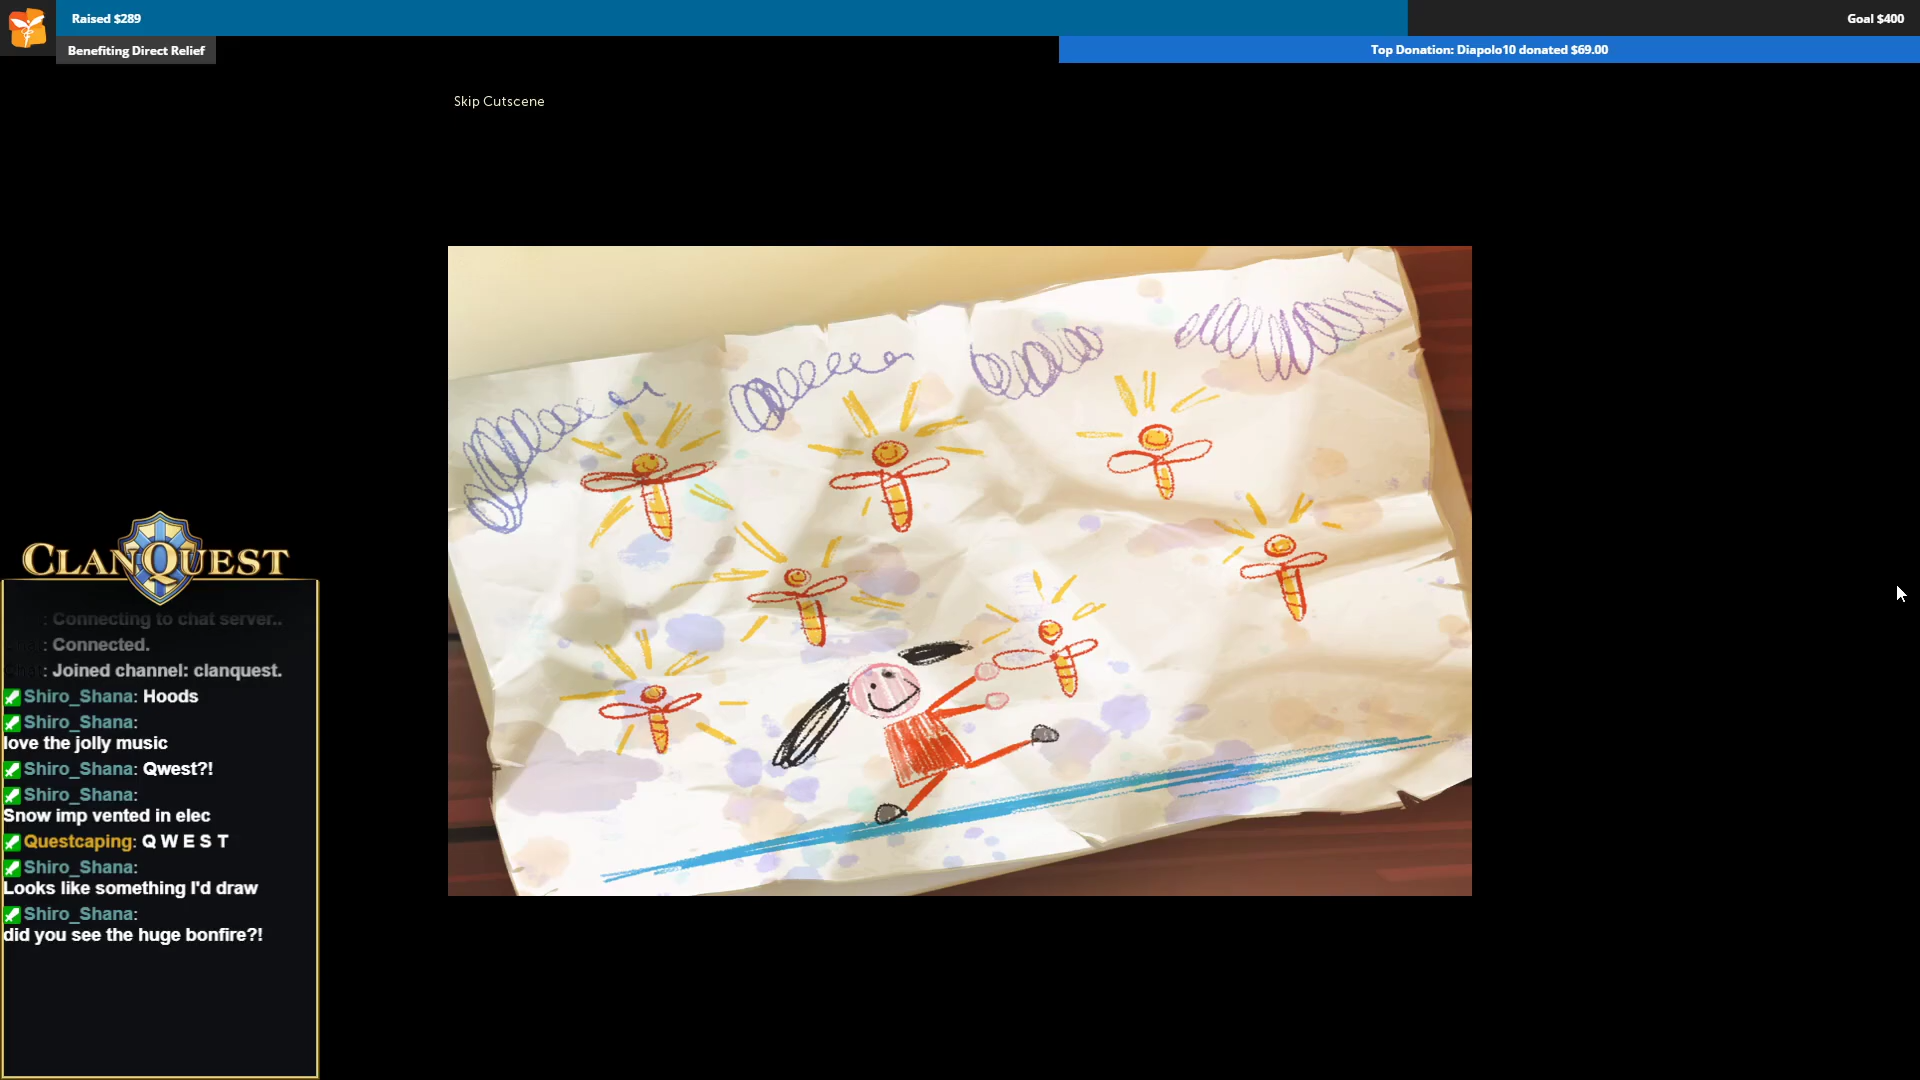 Raised $289
Goal $400
Benefiting Direct Relief
Top Donation: Diapolo10 donated $69.00
Skip Cutscene
CLANQUEST
: Connecting to chat server..
: Connected.
Chat: Joined channel: clanquest.
Shiro_Shana: Hoods
Shiro_Shana:
love the jolly music
Shiro_Shana: Qwest?!
Shiro_Shana:
Snow imp vented in elec
Questcaping: Q W E S T
Shiro_Shana:
Looks like something I'd draw
Shiro_Shana:
did you see the huge bonfire?!